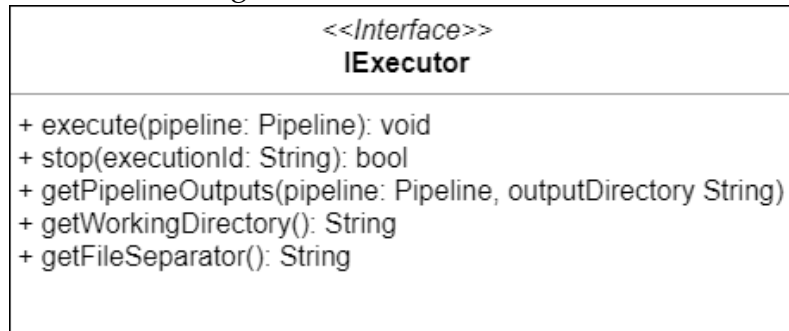 <<Interface>>
IExecutor
+ execute(pipeline: Pipeline): void
+ stop(executionId: String): bool
+ getPipelineOutputs(pipeline: Pipeline, outputDirectory String)
+ getWorkingDirectory(): String
+ getFileSeparator(): String